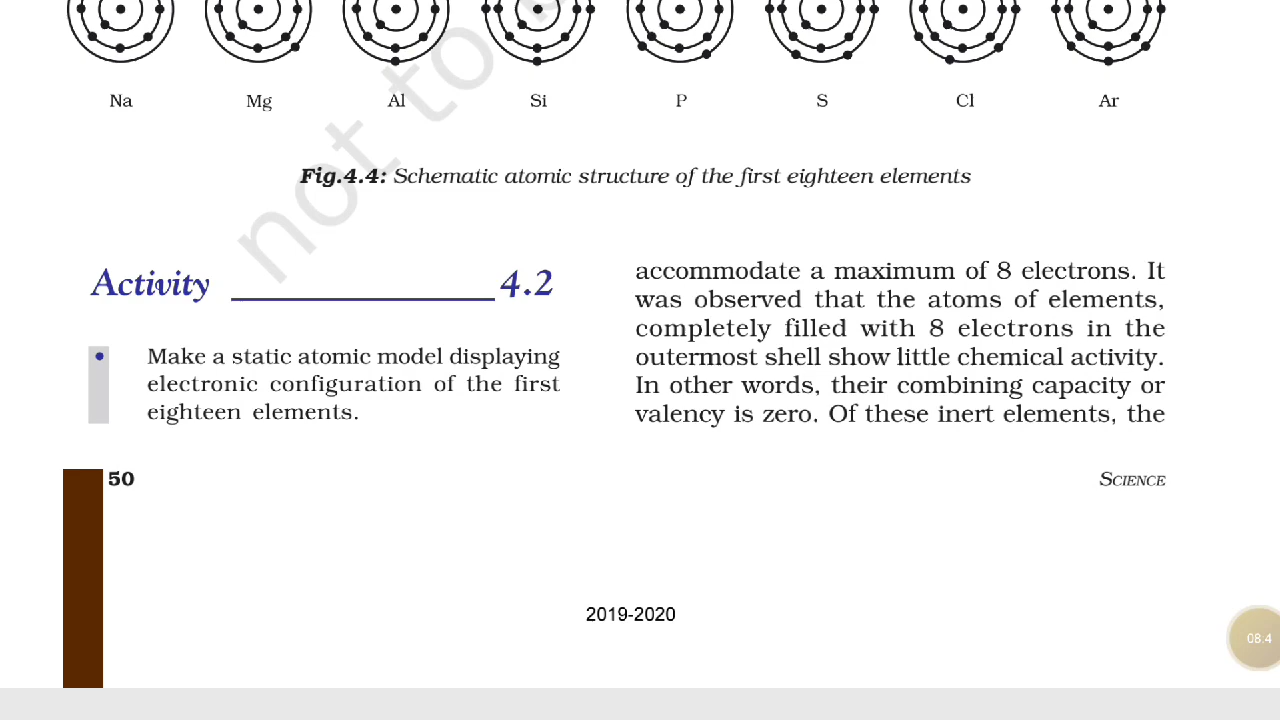 Na Mg Al Si P S Cl Ar
Fig.4.4: Schematic atomic structure of the first eighteen elements
not to
Activity 4.2
• Make a static atomic model displaying
electronic configuration of the first
eighteen elements.
accommodate a maximum of 8 electrons. It
was observed that the atoms of elements,
completely filled with 8 electrons in the
outermost shell show little chemical activity.
In other words, their combining capacity or
valency is zero. Of these inert elements, the
50
SCIENCE
2019-2020
08:4